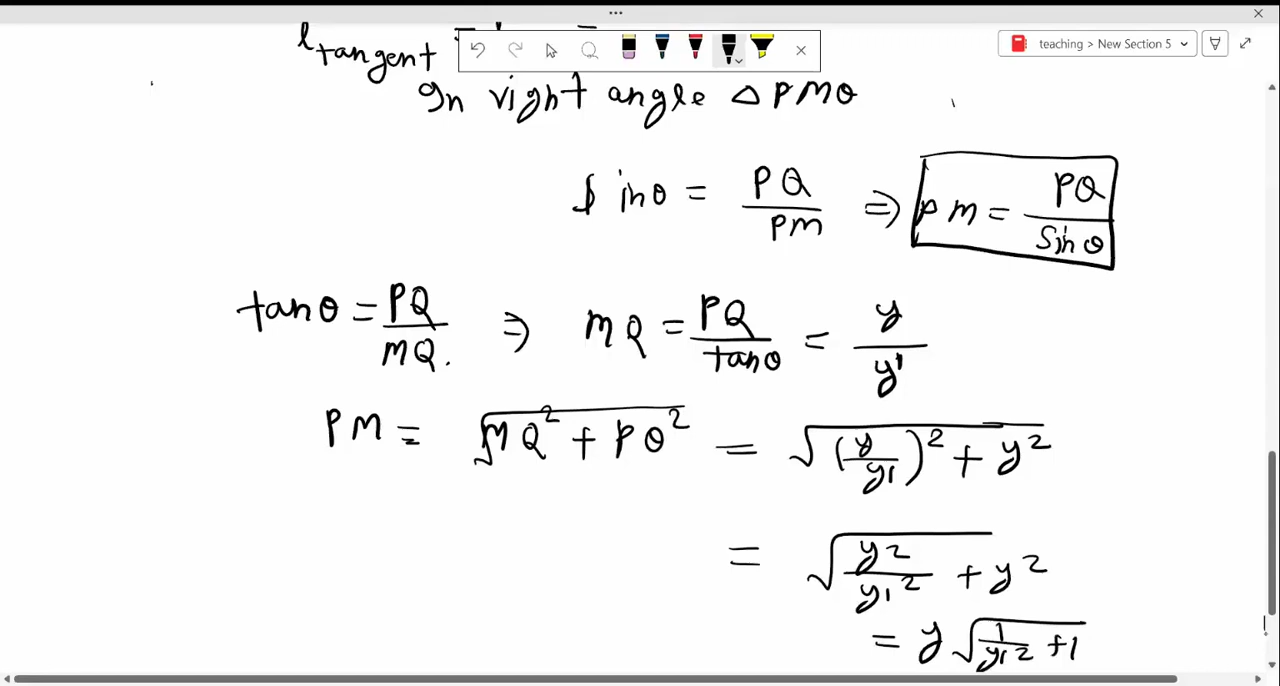 teaching > New Section 5
l tangent
In right angle Δ PMQ
Sinθ = PQ/PM ⇒ PM = PQ/Sinθ
tanθ = PQ/MQ. ⇒ MQ = PQ/tanθ = y/y'
PM = √(MQ² + PQ²) = √((y/y1)² + y²)
= √(y²/y1² + y²)
= y √(1/y1² + 1)